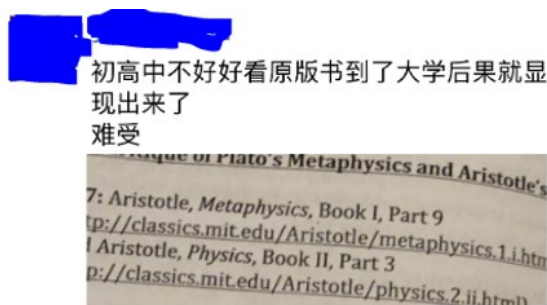 初高中不好好看原版书到了大学后果就显
现出来了
难受
Critique of Plato's Metaphysics and Aristotle's
7: Aristotle, Metaphysics, Book I, Part 9
tp://classics.mit.edu/Aristotle/metaphysics.1.i.htm
Aristotle, Physics, Book II, Part 3
p://classics.mit.edu/Aristotle/physics.2.ii.html)